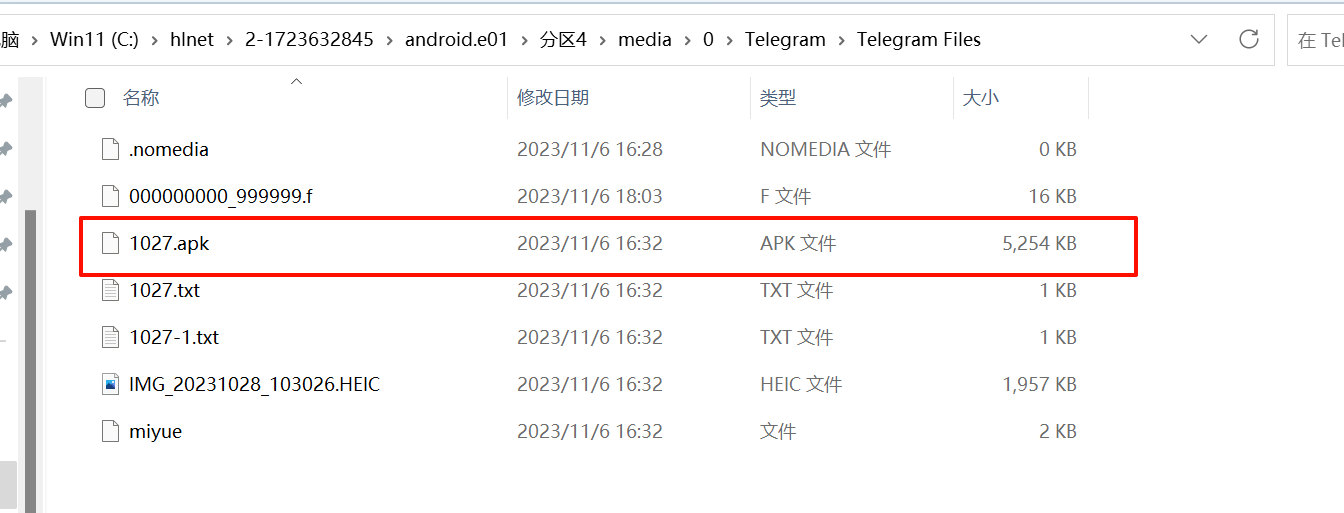 脑 › Win11 (C:) › hlnet › 2-1723632845 › android.e01 › 分区4 › media › 0 › Telegram › Telegram Files 在 Tel
名称 修改日期 类型 大小
.nomedia 2023/11/6 16:28 NOMEDIA 文件 0 KB
000000000_999999.f 2023/11/6 18:03 F 文件 16 KB
1027.apk 2023/11/6 16:32 APK 文件 5,254 KB
1027.txt 2023/11/6 16:32 TXT 文件 1 KB
1027-1.txt 2023/11/6 16:32 TXT 文件 1 KB
IMG_20231028_103026.HEIC 2023/11/6 16:32 HEIC 文件 1,957 KB
miyue 2023/11/6 16:32 文件 2 KB